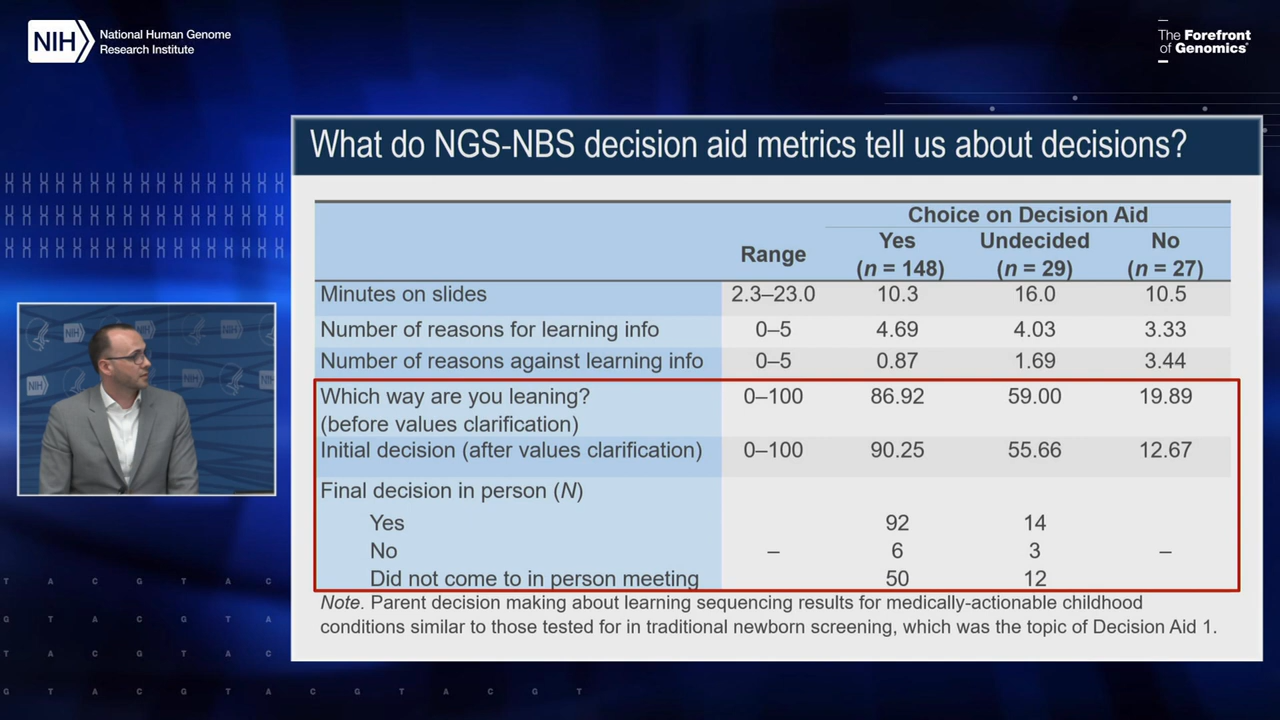 NIH National Human Genome
Research Institute
The Forefront
of Genomics
What do NGS-NBS decision aid metrics tell us about decisions?
Choice on Decision Aid
Range Yes Undecided No
(n = 148) (n = 29) (n = 27)
Minutes on slides 2.3–23.0 10.3 16.0 10.5
Number of reasons for learning info 0–5 4.69 4.03 3.33
Number of reasons against learning info 0–5 0.87 1.69 3.44
Which way are you leaning? 0–100 86.92 59.00 19.89
(before values clarification)
Initial decision (after values clarification) 0–100 90.25 55.66 12.67
Final decision in person (N)
Yes 92 14
No – 6 3 –
Did not come to in person meeting 50 12
Note. Parent decision making about learning sequencing results for medically-actionable childhood
conditions similar to those tested for in traditional newborn screening, which was the topic of Decision Aid 1.
NIH
NIH
NIH
T A C G T A C
G T A C G T A C
T A C G T A C
G T A C G T A C G T A C G T